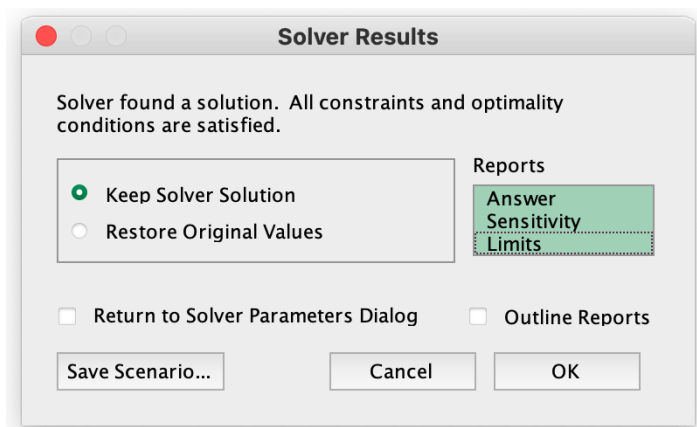 Solver Results
Solver found a solution.  All constraints and optimality
conditions are satisfied.
Keep Solver Solution
Restore Original Values
Reports
Answer
Sensitivity
Limits
Return to Solver Parameters Dialog
Outline Reports
Save Scenario...
Cancel
OK